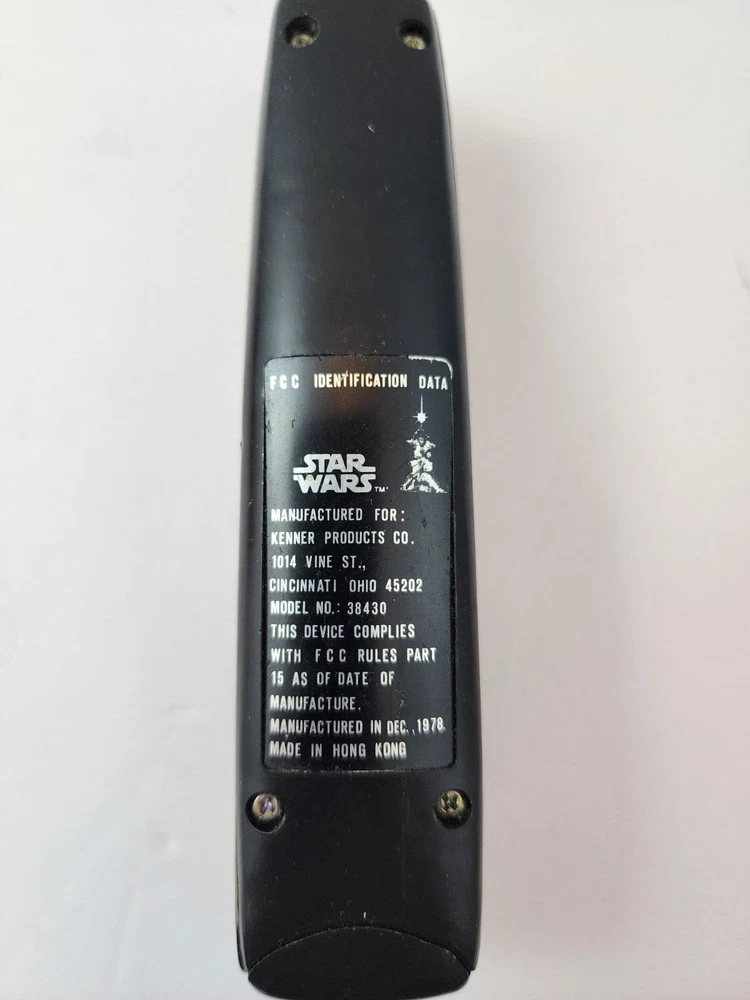 FCC IDENTIFICATION DATA
STAR
WARS TM
MANUFACTURED FOR:
KENNER PRODUCTS CO.
1014 VINE ST.,
CINCINNATI OHIO 45202
MODEL NO.: 38430
THIS DEVICE COMPLIES
WITH FCC RULES PART
15 AS OF DATE OF
MANUFACTURE.
MANUFACTURED IN DEC., 1978.
MADE IN HONG KONG